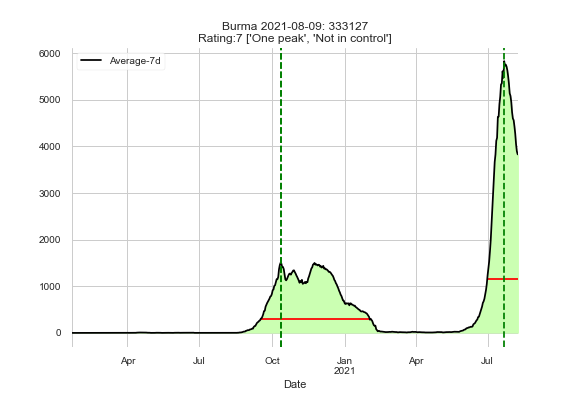 Burma 2021-08-09: 333127
Rating:7 ['One peak', 'Not in control']
Average-7d
6000
5000
4000
3000
2000
1000
0
Apr Jul Oct Jan Apr Jul
2021
Date